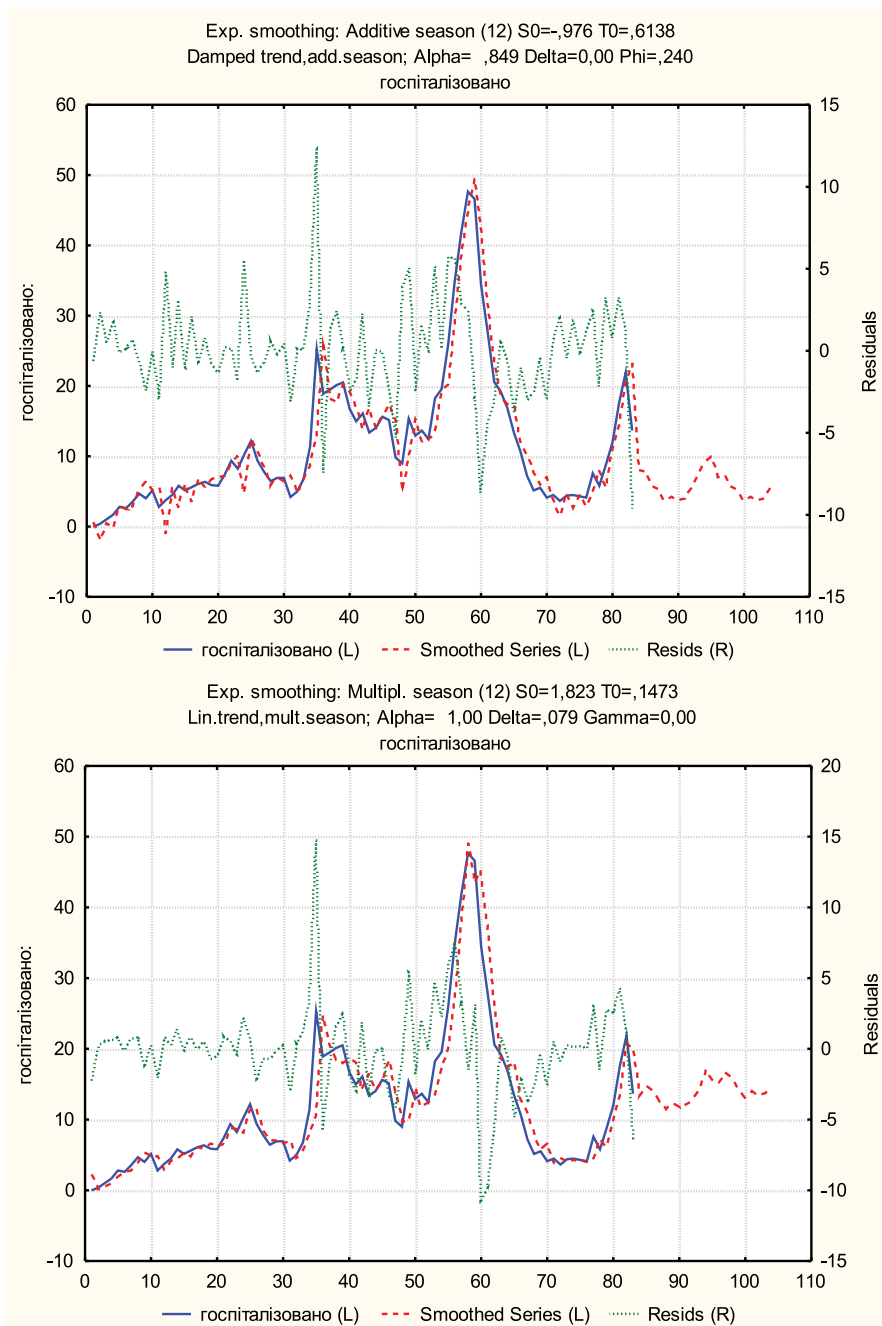 Exp. smoothing: Additive season (12) S0=-,976 T0=,6138
Damped trend,add.season; Alpha= ,849 Delta=0,00 Phi=,240
госпіталізовано
60
50
40
30
20
10
0
-10
госпіталізовано:
15
10
5
0
-5
-10
-15
Residuals
0 10 20 30 40 50 60 70 80 90 100 110
госпіталізовано (L) Smoothed Series (L) Resids (R)
Exp. smoothing: Multipl. season (12) S0=1,823 T0=,1473
Lin.trend,mult.season; Alpha= 1,00 Delta=,079 Gamma=0,00
госпіталізовано
60
50
40
30
20
10
0
-10
госпіталізовано:
20
15
10
5
0
-5
-10
-15
Residuals
0 10 20 30 40 50 60 70 80 90 100 110
госпіталізовано (L) Smoothed Series (L) Resids (R)